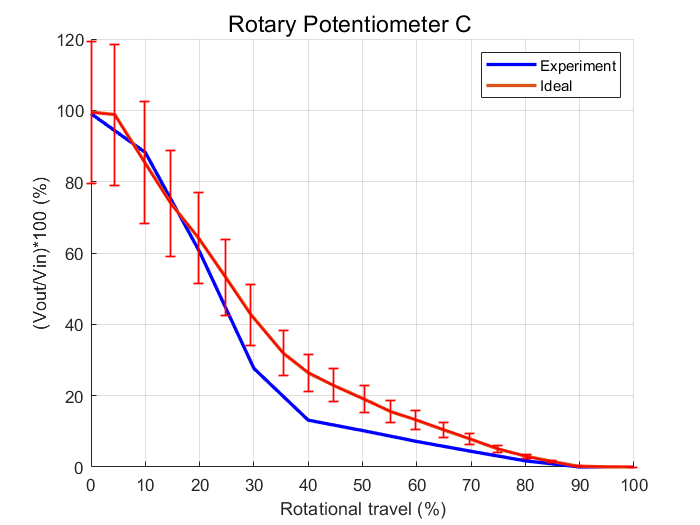 Rotary Potentiometer C
Experiment
Ideal
(Vout/Vin)*100 (%)
120
100
80
60
40
20
0
0 10 20 30 40 50 60 70 80 90 100
Rotational travel (%)